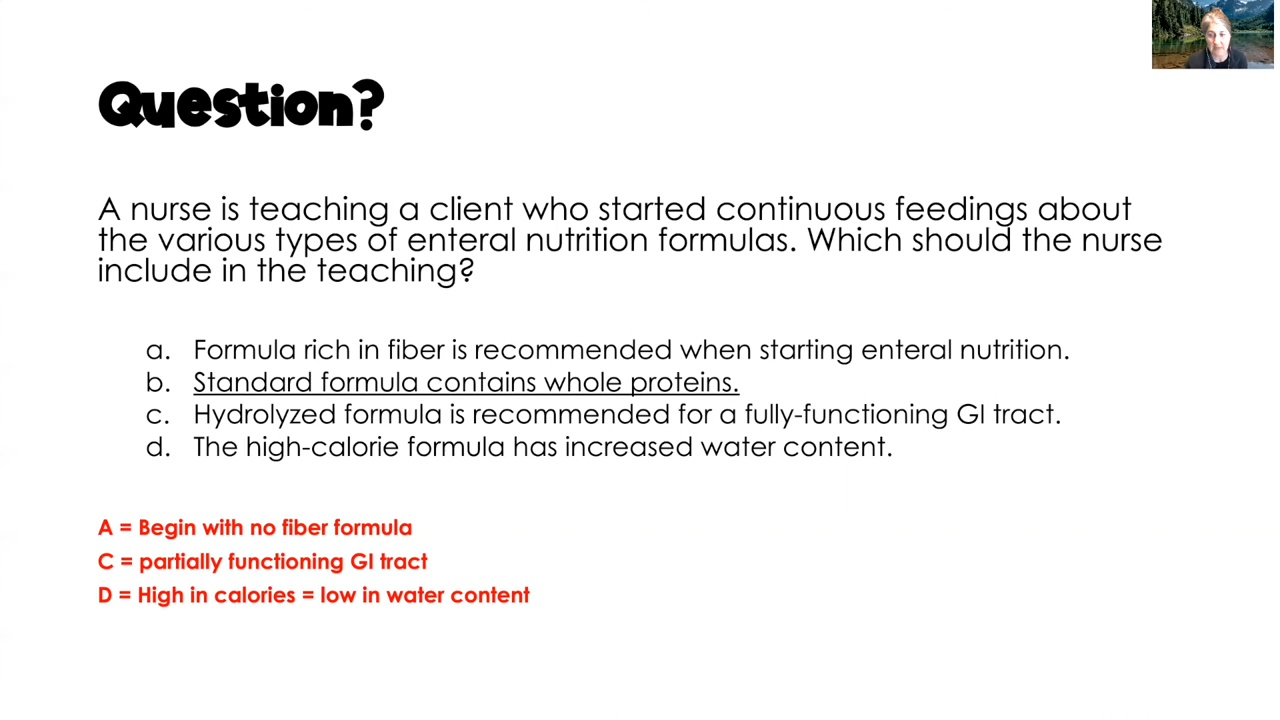 Question?
A nurse is teaching a client who started continuous feedings about
the various types of enteral nutrition formulas. Which should the nurse
include in the teaching?
a. Formula rich in fiber is recommended when starting enteral nutrition.
b. Standard formula contains whole proteins.
c. Hydrolyzed formula is recommended for a fully-functioning GI tract.
d. The high-calorie formula has increased water content.
A = Begin with no fiber formula
C = partially functioning GI tract
D = High in calories = low in water content